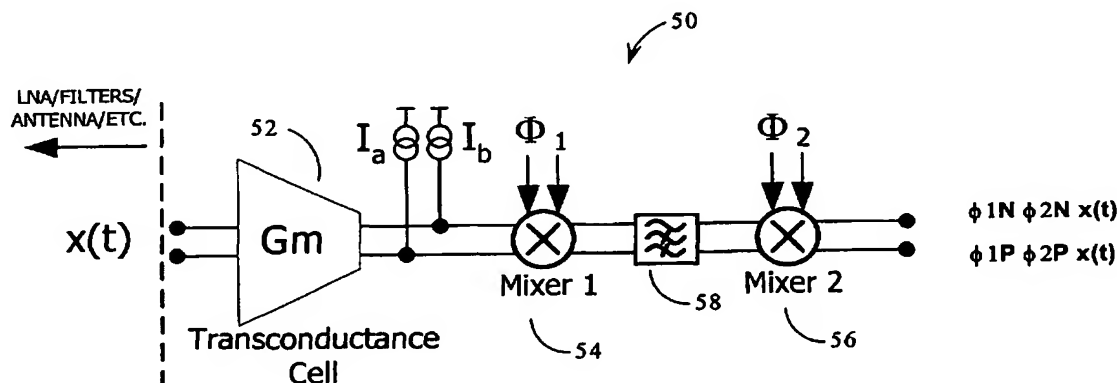 50
LNA/FILTERS/
ANTENNA/ETC.
52
Ia Ib Φ1 Φ2
x(t) Gm ϕ1N ϕ2N x(t)
ϕ1P ϕ2P x(t)
Mixer 1 58 Mixer 2
Transconductance
Cell
54 56